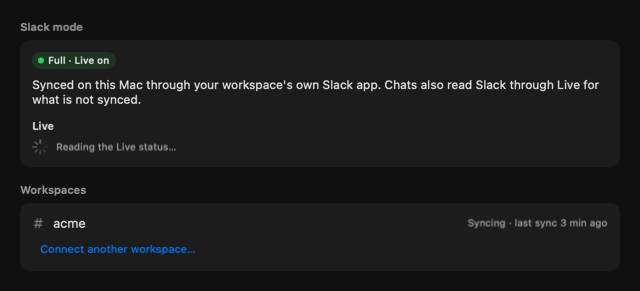 Slack mode
Full · Live on
Synced on this Mac through your workspace's own Slack app. Chats also read Slack through Live for
what is not synced.
Live
Reading the Live status…
Workspaces
# acme
Syncing · last sync 3 min ago
Connect another workspace…